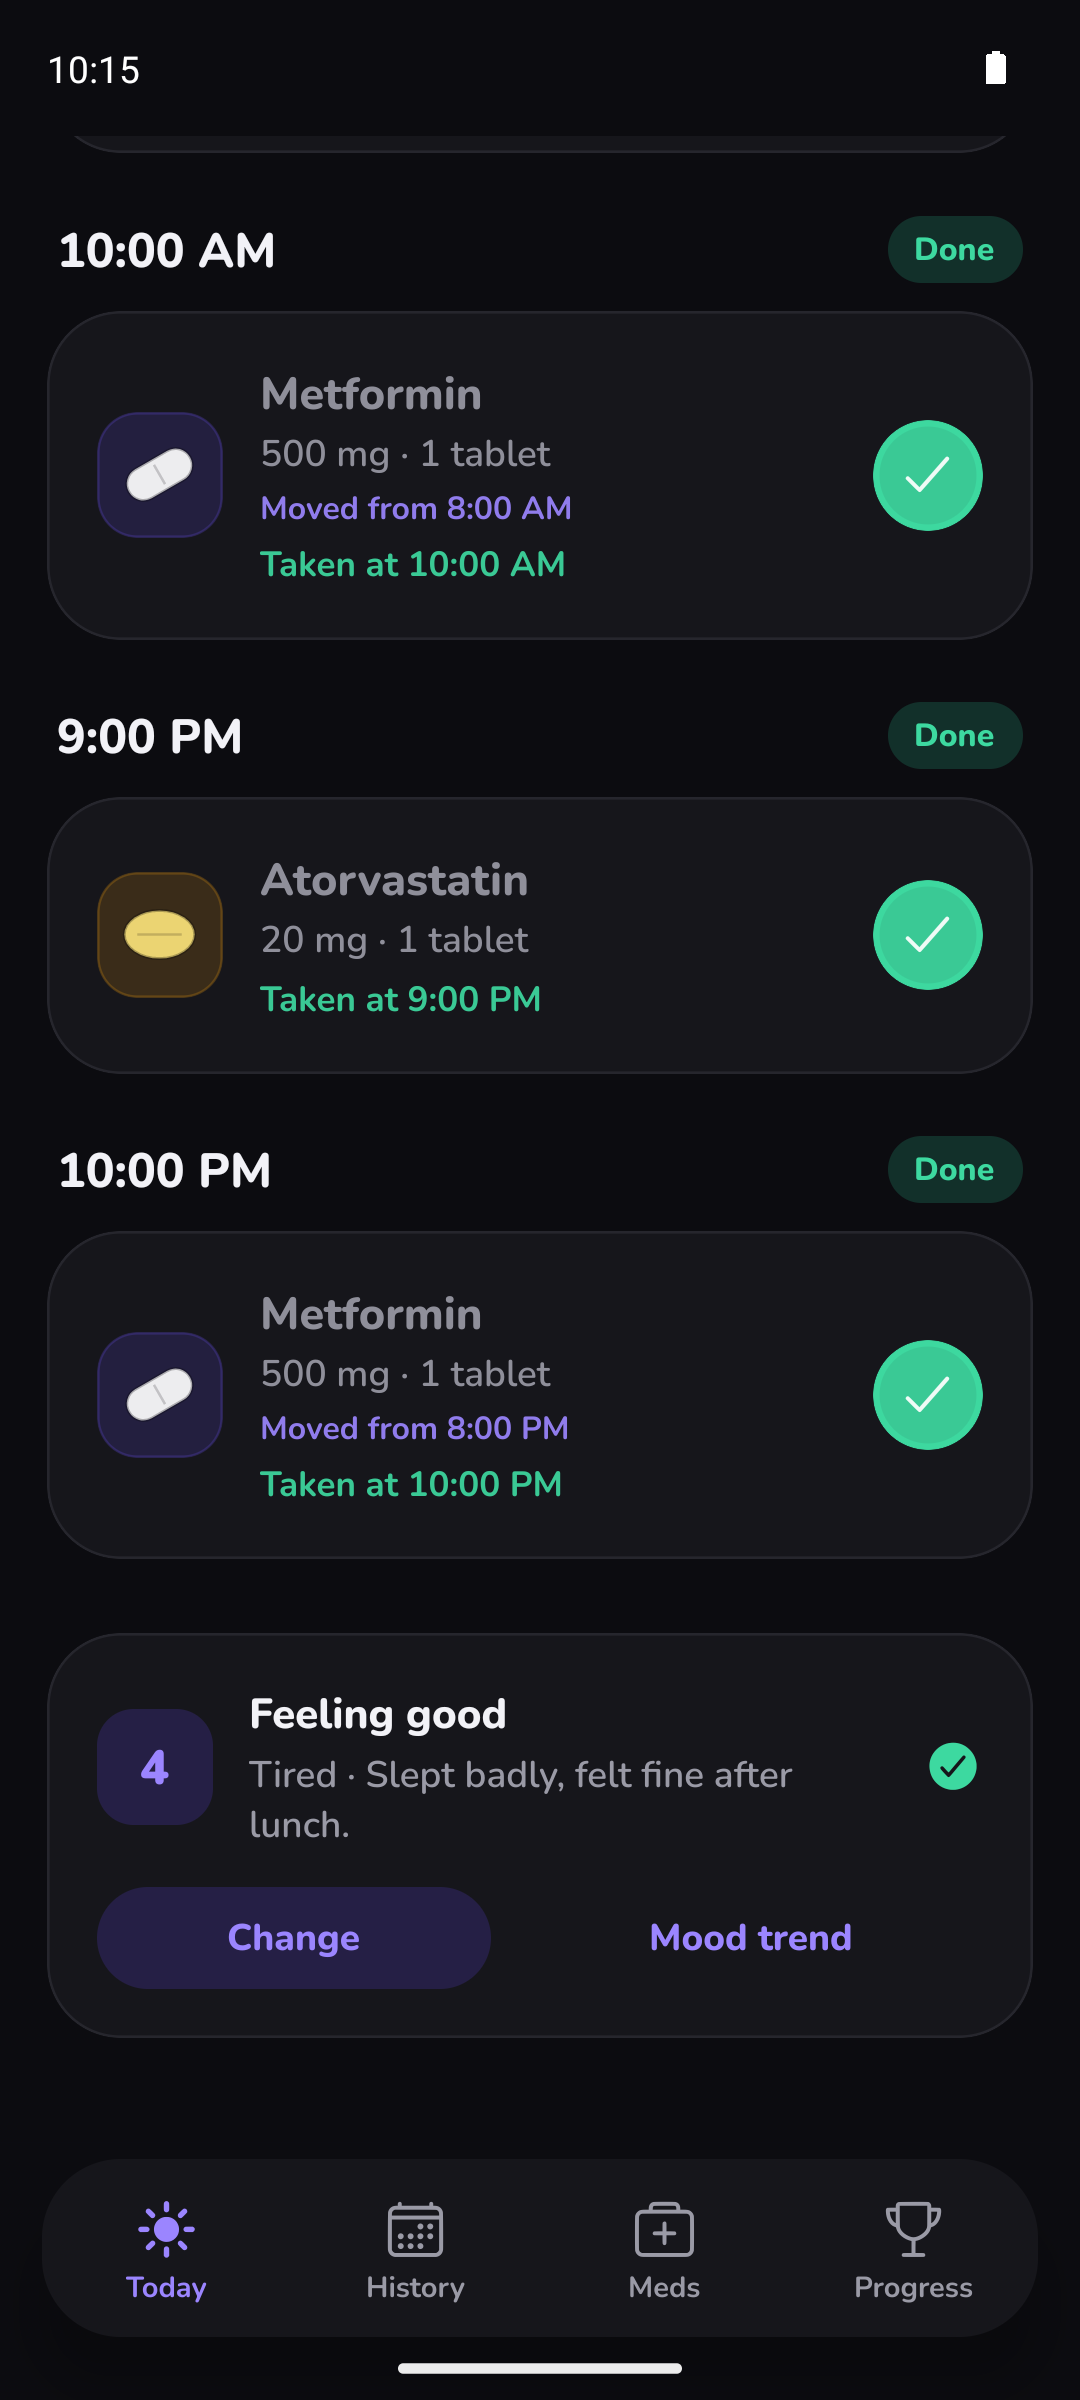 10:15
10:00 AM
Done
Metformin
500 mg · 1 tablet
Moved from 8:00 AM
Taken at 10:00 AM
9:00 PM
Done
Atorvastatin
20 mg · 1 tablet
Taken at 9:00 PM
10:00 PM
Done
Metformin
500 mg · 1 tablet
Moved from 8:00 PM
Taken at 10:00 PM
4
Feeling good
Tired · Slept badly, felt fine after
lunch.
Change
Mood trend
Today
History
Meds
Progress